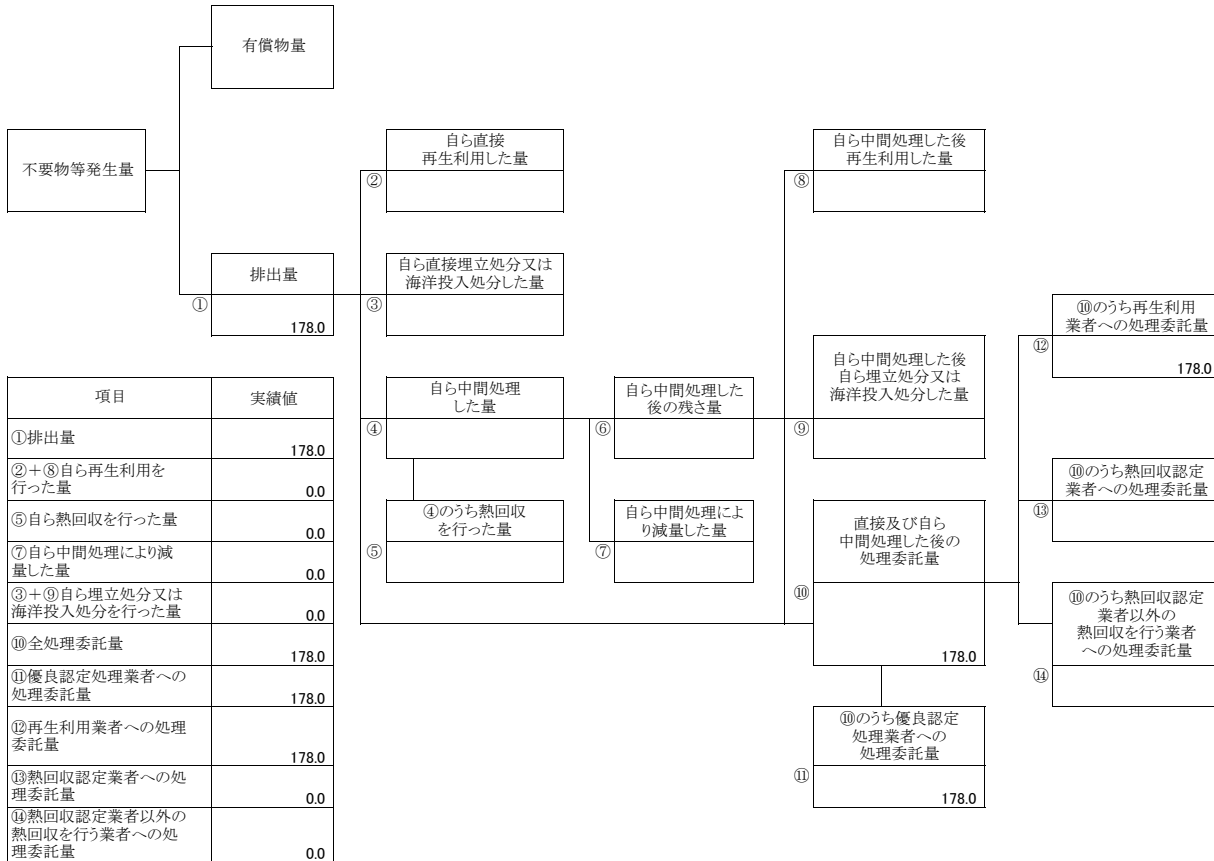 有償物量
不要物等発生量
自ら直接
再生利用した量
②
自ら中間処理した後
再生利用した量
⑧
排出量
①
178.0
自ら直接埋立処分又は
海洋投入処分した量
③
⑩のうち再生利用
業者への処理委託量
⑫
178.0
自ら中間処理
した量
④
自ら中間処理した
後の残さ量
⑥
自ら中間処理した後
自ら埋立処分又は
海洋投入処分した量
⑨
⑩のうち熱回収認定
業者への処理委託量
⑬
④のうち熱回収
を行った量
⑤
自ら中間処理によ
り減量した量
⑦
直接及び自ら
中間処理した後の
処理委託量
⑩
178.0
⑩のうち熱回収認定
業者以外の
熱回収を行う業者
への処理委託量
⑭
⑩のうち優良認定
処理業者への
処理委託量
⑪
178.0
項目 実績値
①排出量
178.0
②+⑧自ら再生利用を
行った量
0.0
⑤自ら熱回収を行った量
0.0
⑦自ら中間処理により減
量した量
0.0
③+⑨自ら埋立処分又は
海洋投入処分を行った量
0.0
⑩全処理委託量
178.0
⑪優良認定処理業者への
処理委託量
178.0
⑫再生利用業者への処理
委託量
178.0
⑬熱回収認定業者への処
理委託量
0.0
⑭熱回収認定業者以外の
熱回収を行う業者への処
理委託量
0.0